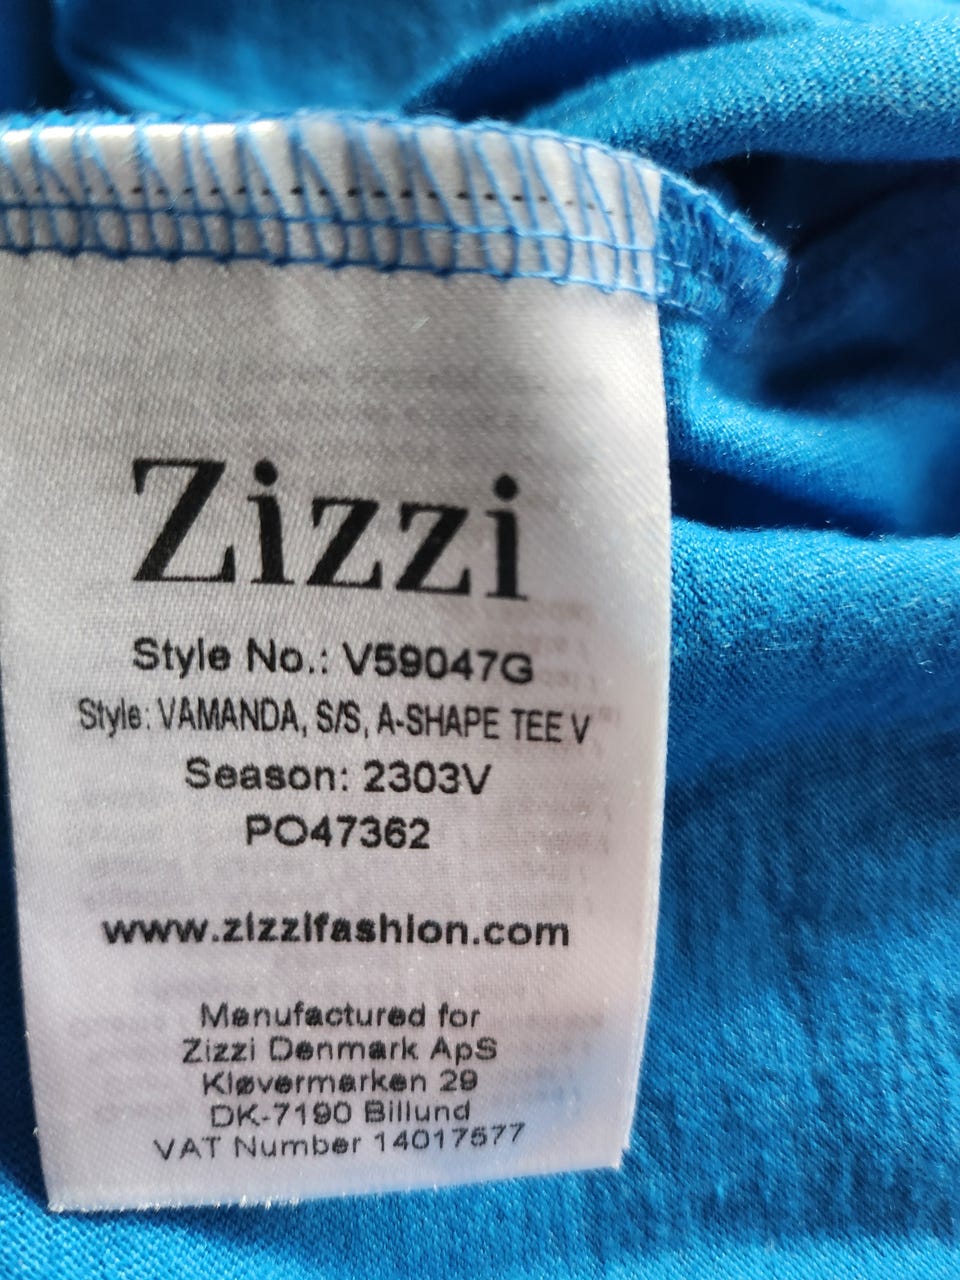 Zizzi
Style No.: V59047G
Style: VAMANDA, S/S, A-SHAPE TEE V
Season: 2303V
PO47362
www.zizzifashion.com
Manufactured for
Zizzi Denmark ApS
Kløvermarken 29
DK-7190 Billund
VAT Number 14017577